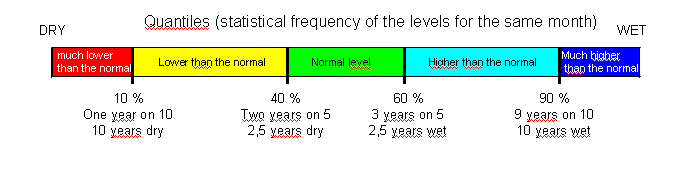 Quantiles (statistical frequency of the levels for the same month)
DRY
WET
much lower
than the normal
Lower than the normal
Normal level
Higher than the normal
Much higher
than the normal
10 %
40 %
60 %
90 %
One year on 10
Two years on 5
3 years on 5
9 years on 10
10 years dry
2,5 years dry
2,5 years wet
10 years wet